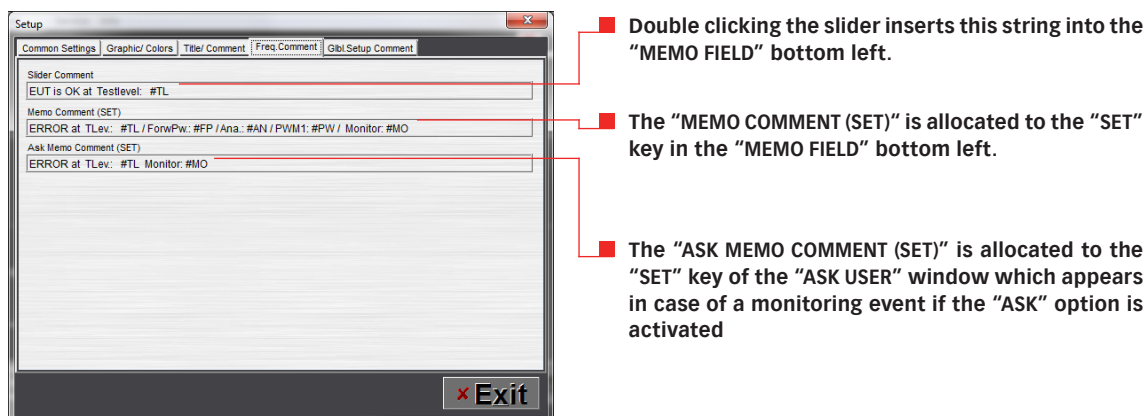 Setup
Common Settings Graphic/ Colors Title/ Comment Freq.Comment Glbl.Setup Comment
Slider Comment
EUT is OK at Testlevel: #TL
Memo Comment (SET)
ERROR at TLev.: #TL / ForwPw.: #FP / Ana.: #AN / PWM1: #PW / Monitor: #MO
Ask Memo Comment (SET)
ERROR at TLev.: #TL Monitor: #MO
Exit
Double clicking the slider inserts this string into the
“MEMO FIELD” bottom left.
The “MEMO COMMENT (SET)” is allocated to the “SET”
key in the “MEMO FIELD” bottom left.
The “ASK MEMO COMMENT (SET)” is allocated to the
“SET” key of the “ASK USER” window which appears
in case of a monitoring event if the “ASK” option is
activated